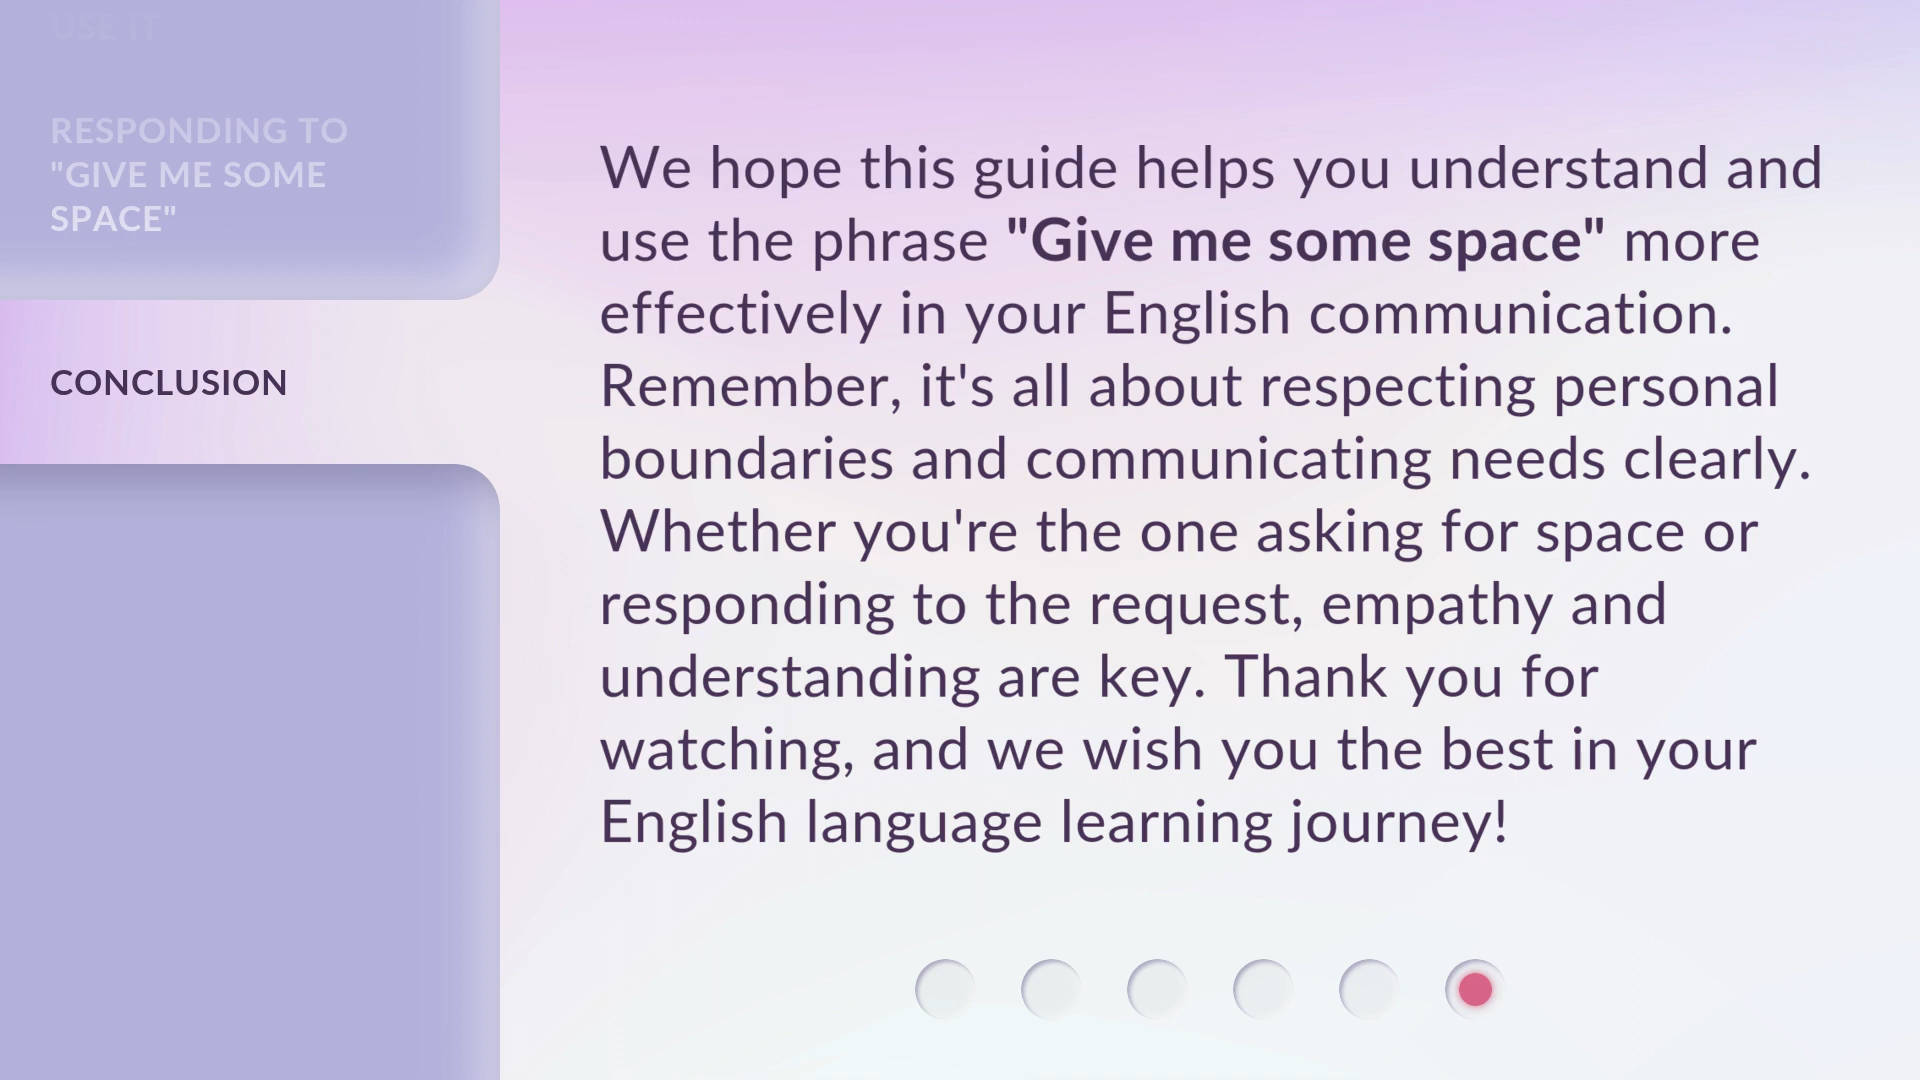 USE IT
RESPONDING TO
"GIVE ME SOME
SPACE"
CONCLUSION
We hope this guide helps you understand and
use the phrase "Give me some space" more
effectively in your English communication.
Remember, it's all about respecting personal
boundaries and communicating needs clearly.
Whether you're the one asking for space or
responding to the request, empathy and
understanding are key. Thank you for
watching, and we wish you the best in your
English language learning journey!